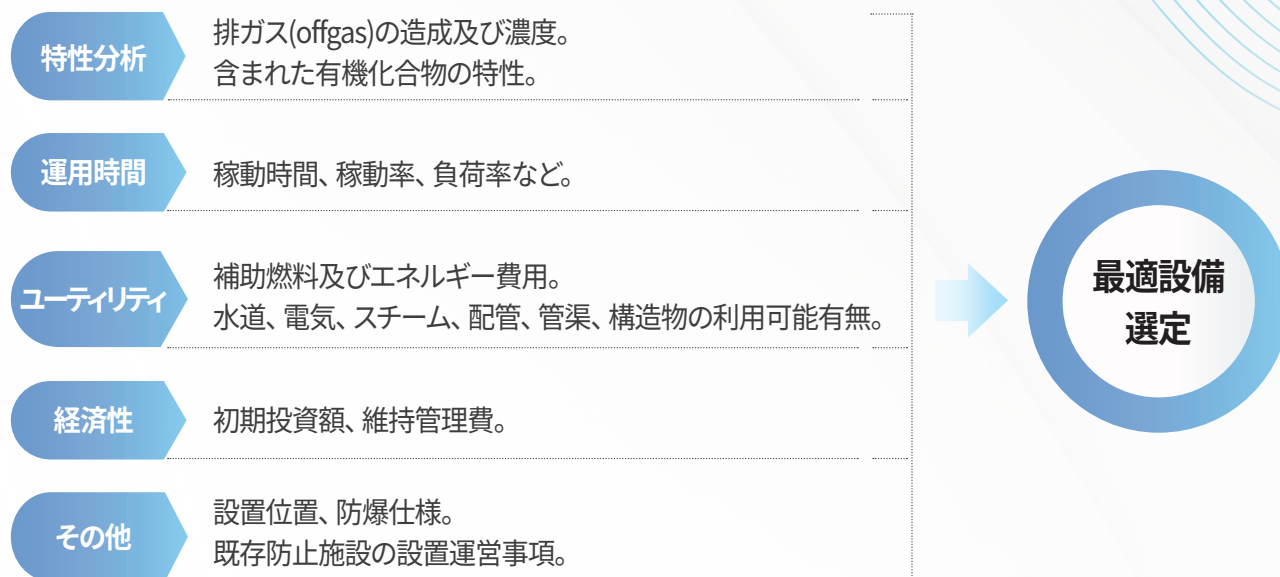 特性分析
排ガス(offgas)の造成及び濃度。
含まれた有機化合物の特性。
運用時間
稼動時間、稼動率、負荷率など。
ユーティリティ
補助燃料及びエネルギー費用。
水道、電気、スチーム、配管、管渠、構造物の利用可能有無。
経済性
初期投資額、維持管理費。
その他
設置位置、防爆仕様。
既存防止施設の設置運営事項。
最適設備
選定